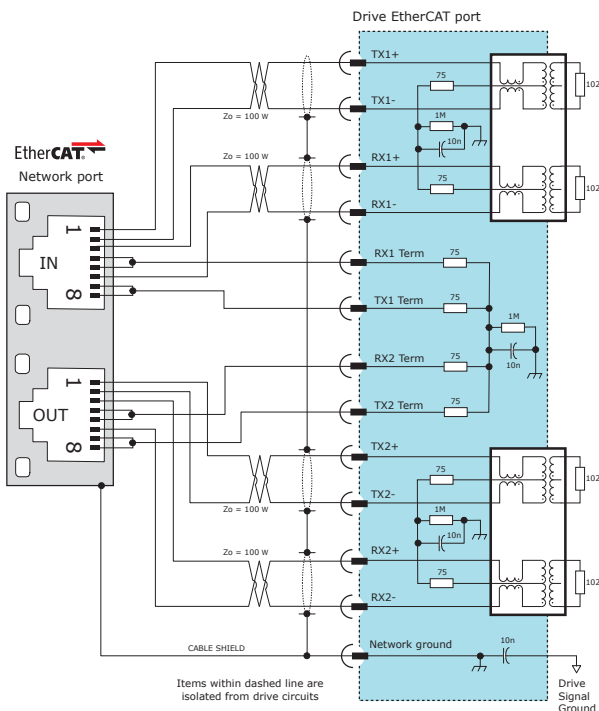 Drive EtherCAT port
TX1+
75
102
Zo = 100 W
TX1-
1M
10n
EtherCAT®
Network port
Zo = 100 W
RX1+
75
102
RX1-
1
IN
8
RX1 Term
75
TX1 Term
75
1M
10n
RX2 Term
75
TX2 Term
75
1
OUT
8
TX2+
75
102
Zo = 100 W
TX2-
1M
10n
Zo = 100 W
RX2+
75
102
RX2-
CABLE SHIELD
Network ground
10n
Items within dashed line are
isolated from drive circuits
Drive
Signal
Ground